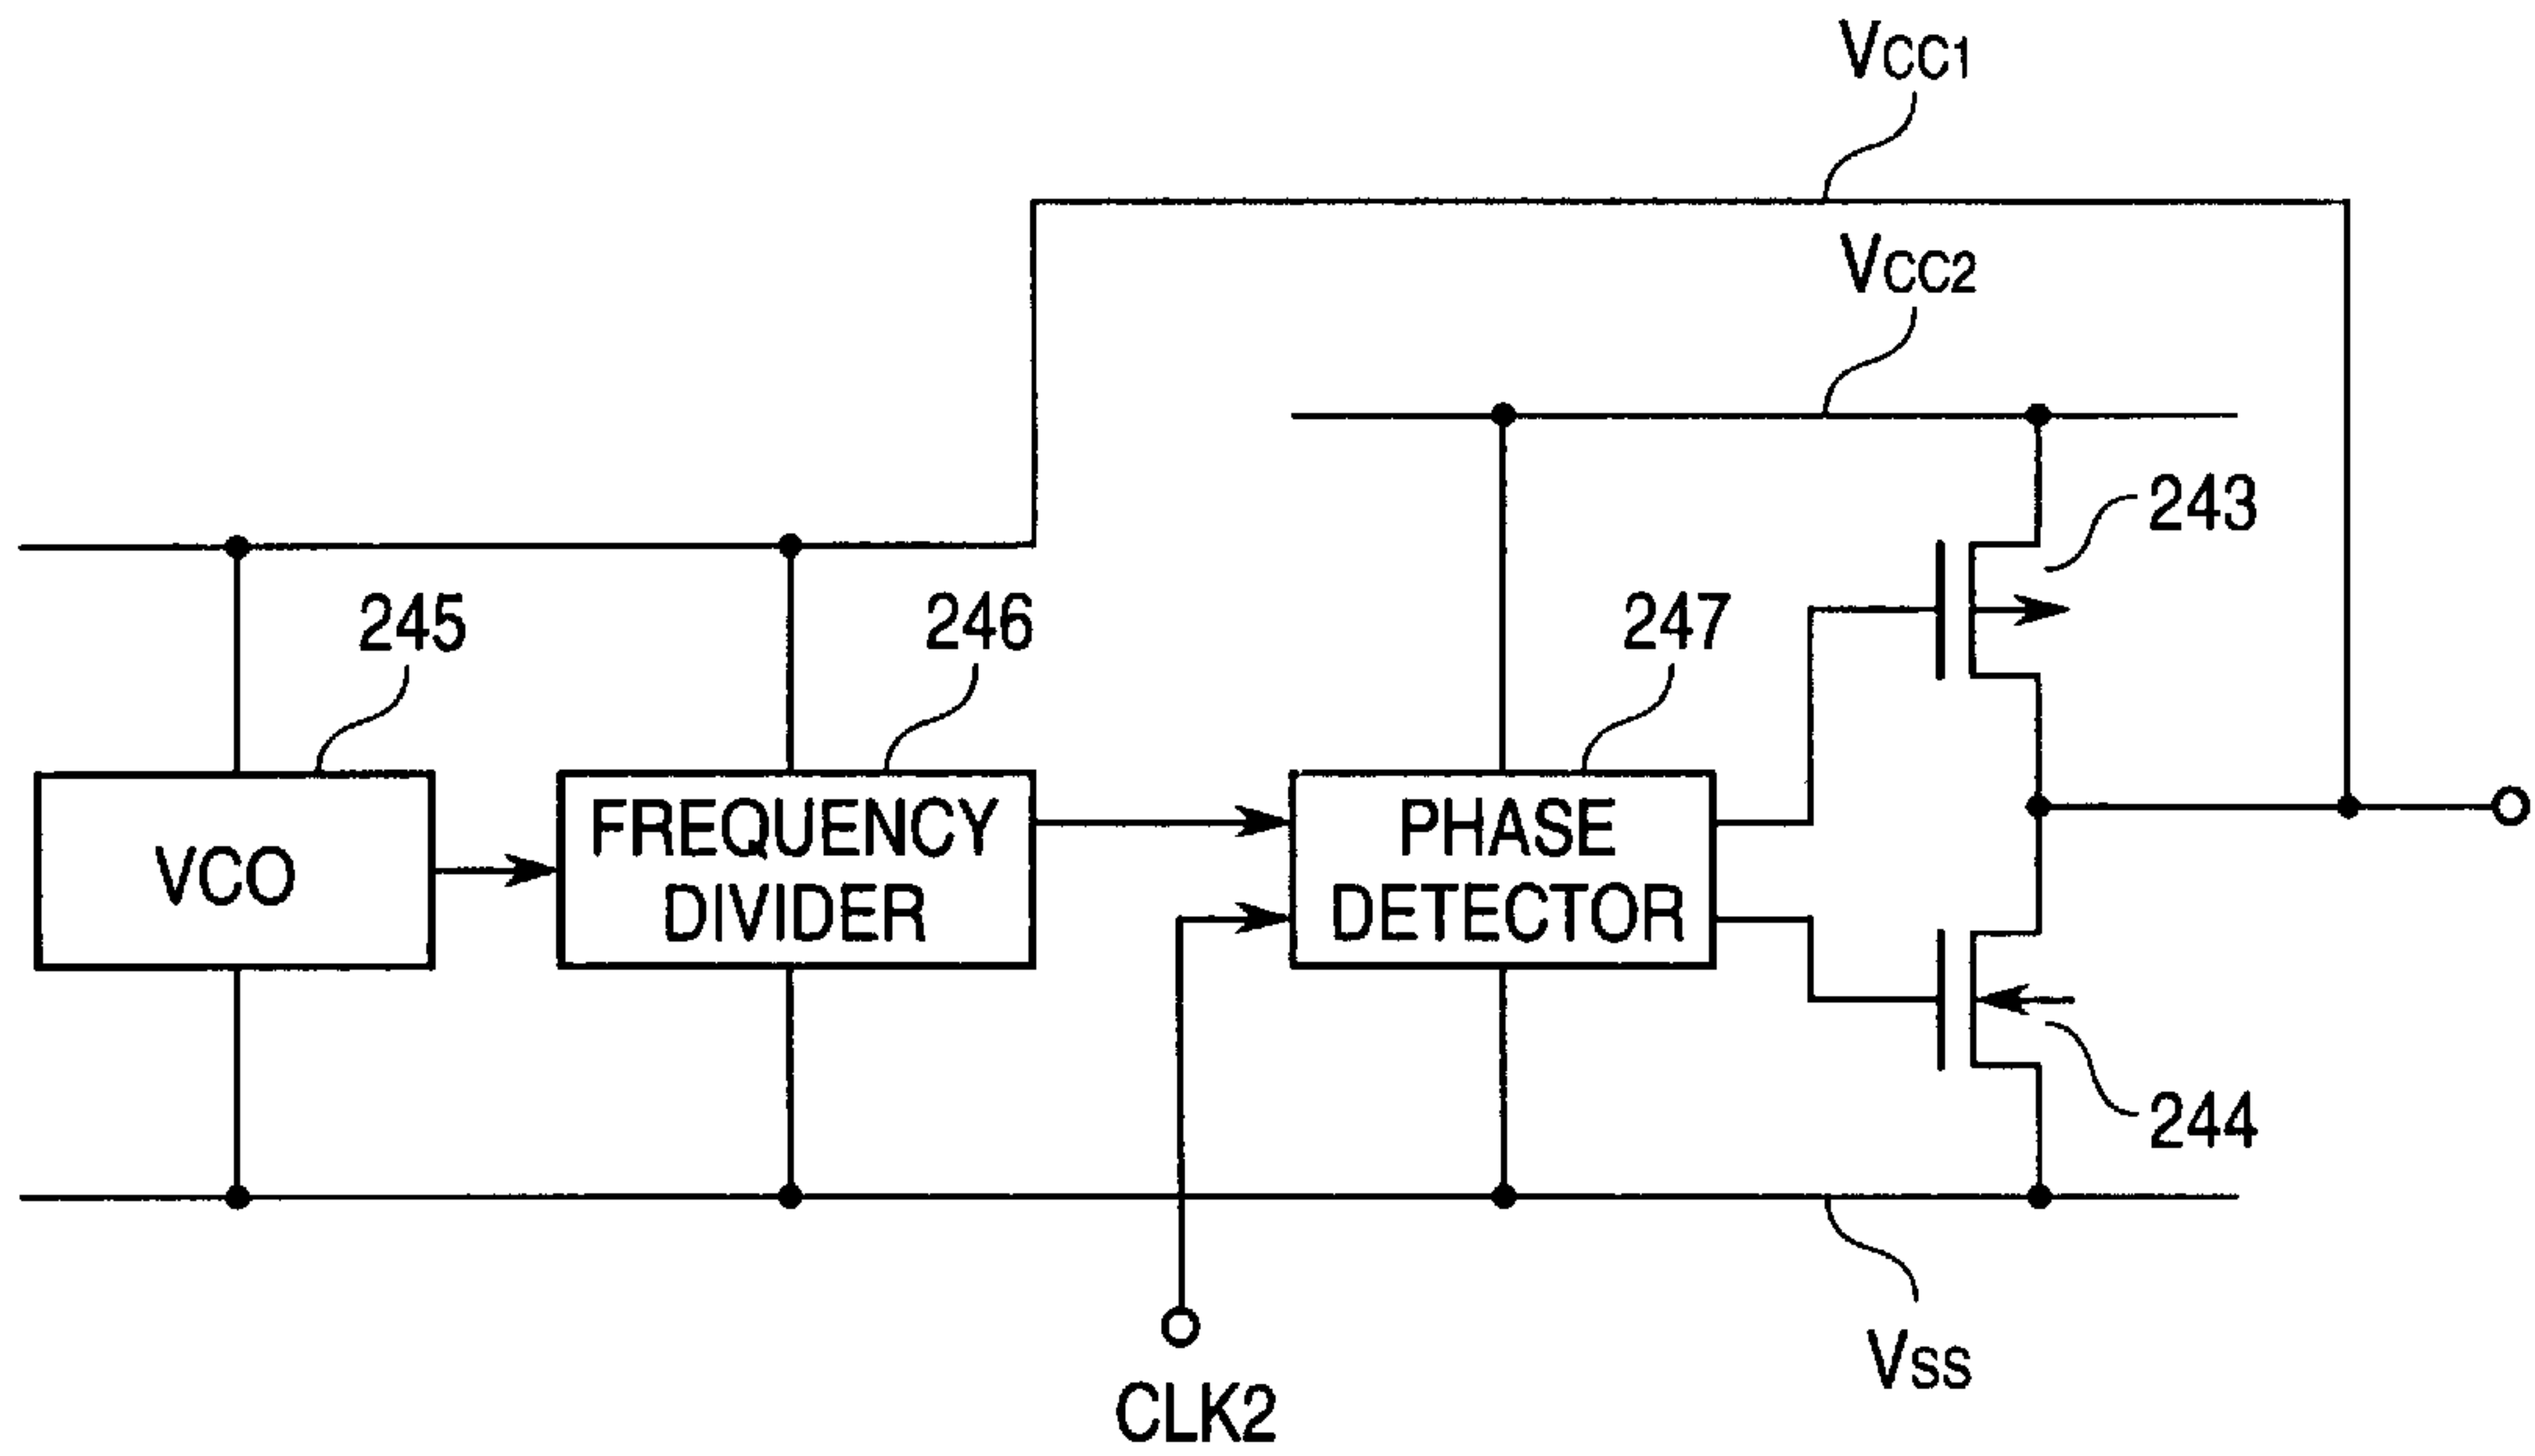 VCC1
VCC2
243
245
246
247
VCO
FREQUENCY
DIVIDER
PHASE
DETECTOR
244
VSS
CLK2